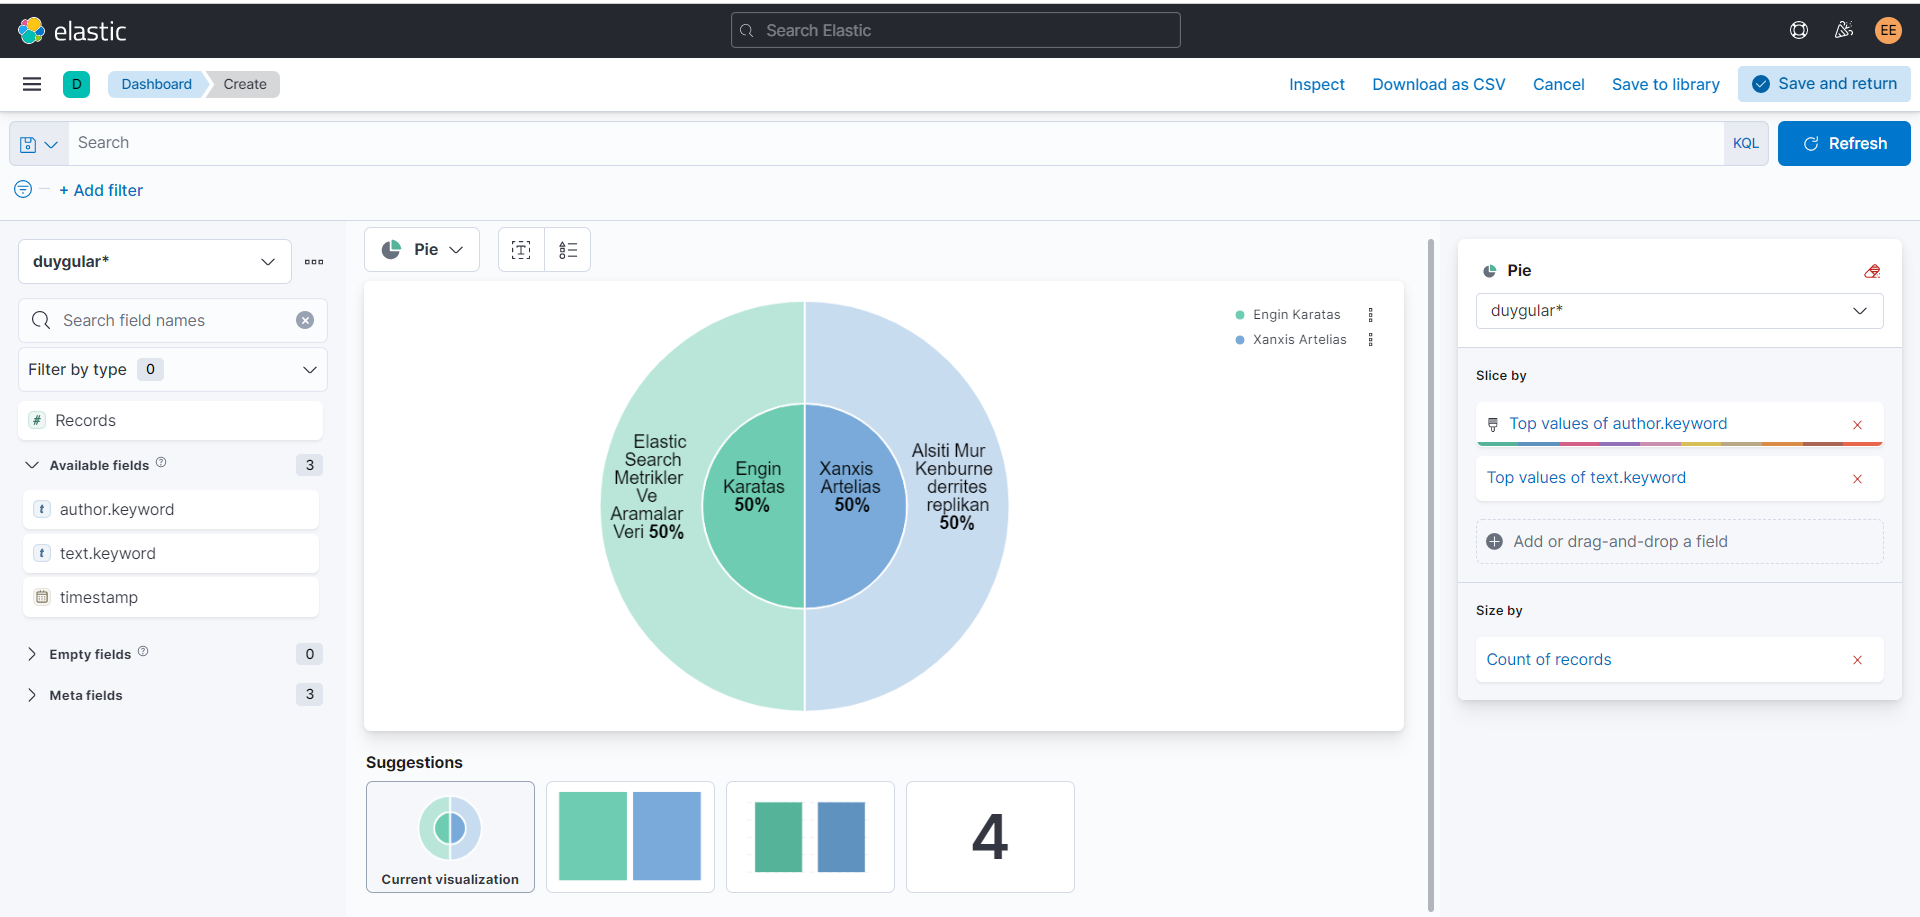 elastic
Search Elastic
EE
D
Dashboard
Create
Inspect
Download as CSV
Cancel
Save to library
Save and return
Search
KQL
Refresh
+ Add filter
duygular*
Search field names
Filter by type 0
# Records
Available fields 3
t author.keyword
t text.keyword
timestamp
Empty fields 0
Meta fields 3
Pie
Engin Karatas
Xanxis Artelias
Elastic
Search
Metrikler
Ve
Aramalar
Veri 50%
Engin
Karatas
50%
Xanxis
Artelias
50%
Alsiti Mur
Kenburne
derrites
replikan
50%
Suggestions
Current visualization
4
Pie
duygular*
Slice by
Top values of author.keyword
Top values of text.keyword
Add or drag-and-drop a field
Size by
Count of records